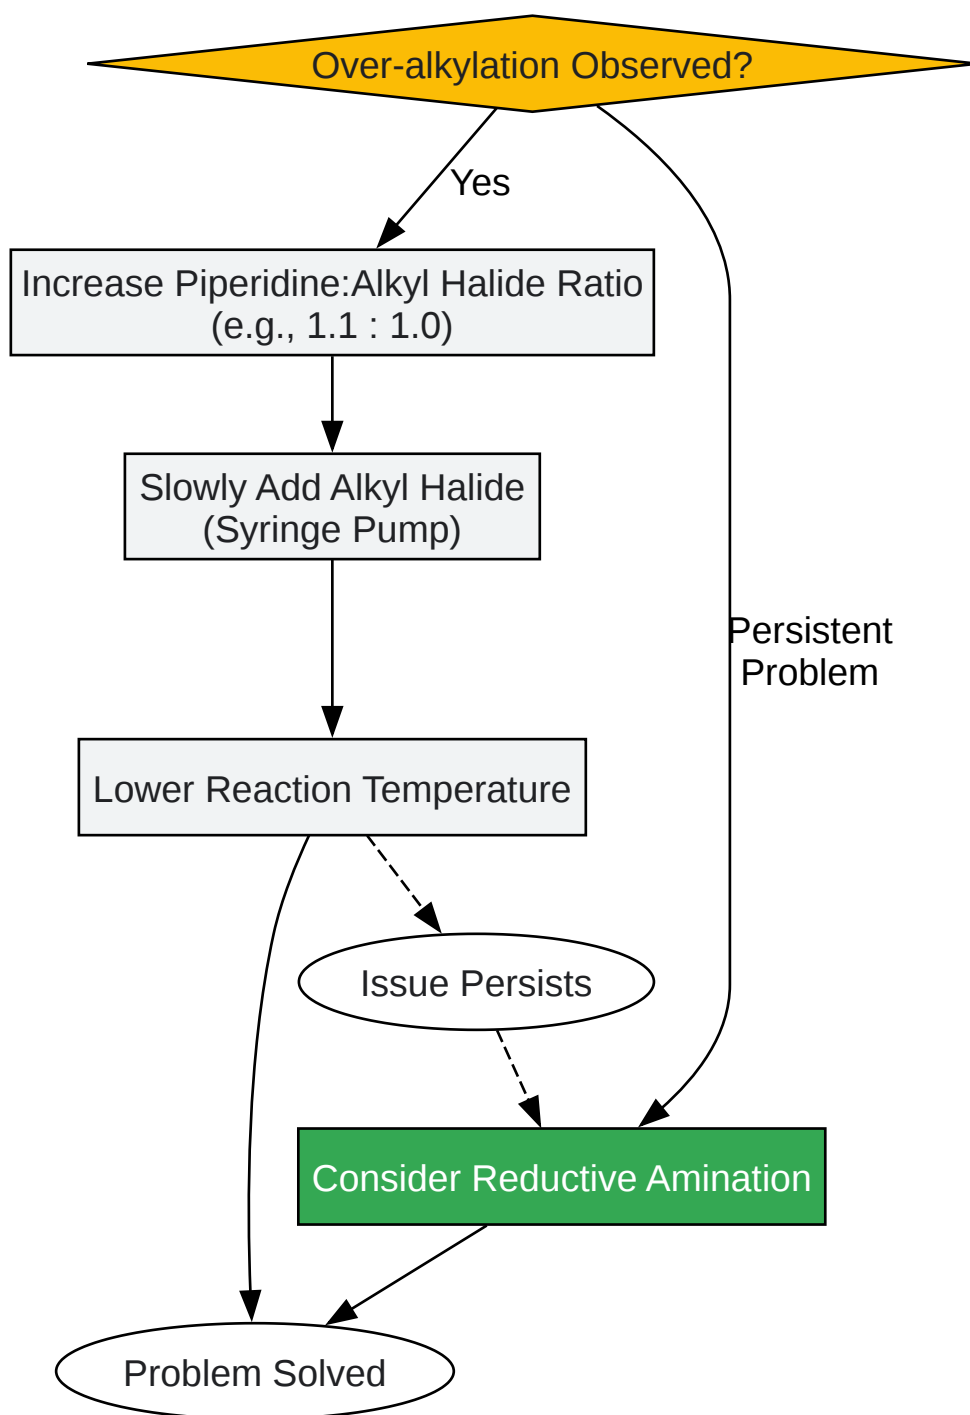 Over-alkylation Observed?
Yes
Increase Piperidine:Alkyl Halide Ratio
(e.g., 1.1 : 1.0)
Slowly Add Alkyl Halide
(Syringe Pump)
Persistent
Problem
Lower Reaction Temperature
Issue Persists
Consider Reductive Amination
Problem Solved